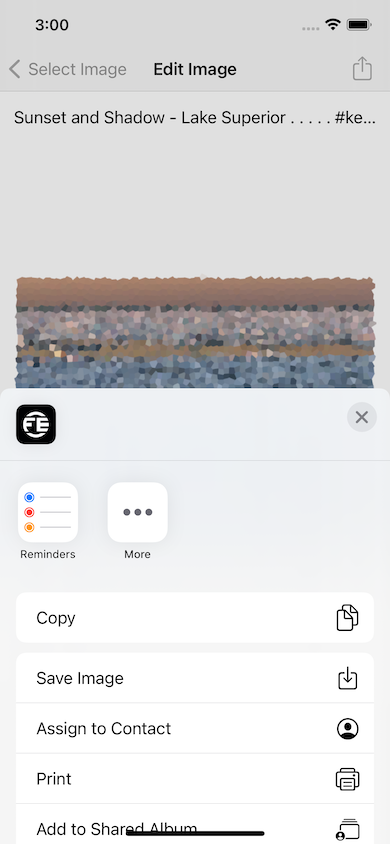 3:00
Select Image
Edit Image
Sunset and Shadow - Lake Superior . . . . . #ke...
FE
Reminders
More
Copy
Save Image
Assign to Contact
Print
Add to Shared Album